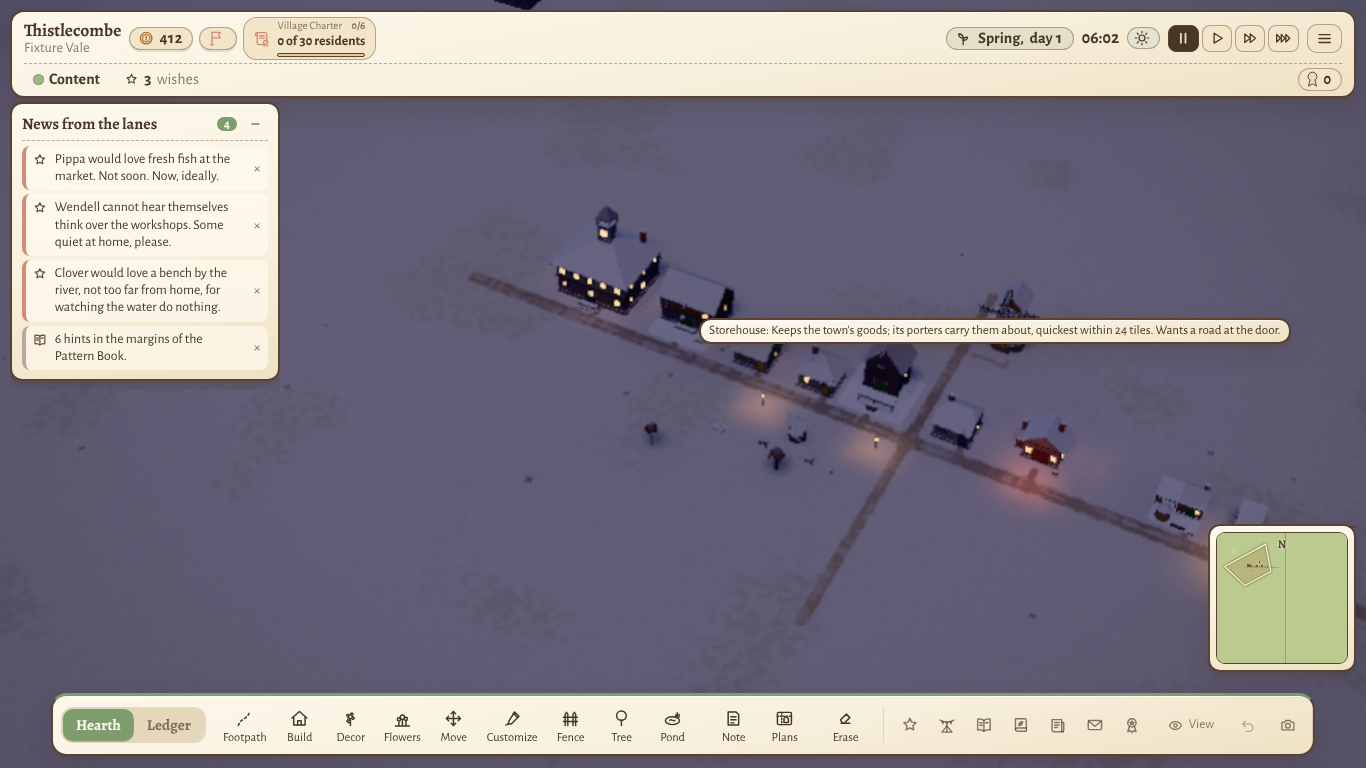 Thistlecombe
Fixture Vale
412
Village Charter 0/6
0 of 30 residents
Spring, day 1
06:02
Content
3 wishes
0
News from the lanes
4
Pippa would love fresh fish at the
market. Not soon. Now, ideally.
Wendell cannot hear themselves
think over the workshops. Some
quiet at home, please.
Clover would love a bench by the
river, not too far from home, for
watching the water do nothing.
6 hints in the margins of the
Pattern Book.
Storehouse: Keeps the town's goods; its porters carry them about, quickest within 24 tiles. Wants a road at the door.
N
Hearth
Ledger
Footpath
Build
Decor
Flowers
Move
Customize
Fence
Tree
Pond
Note
Plans
Erase
View